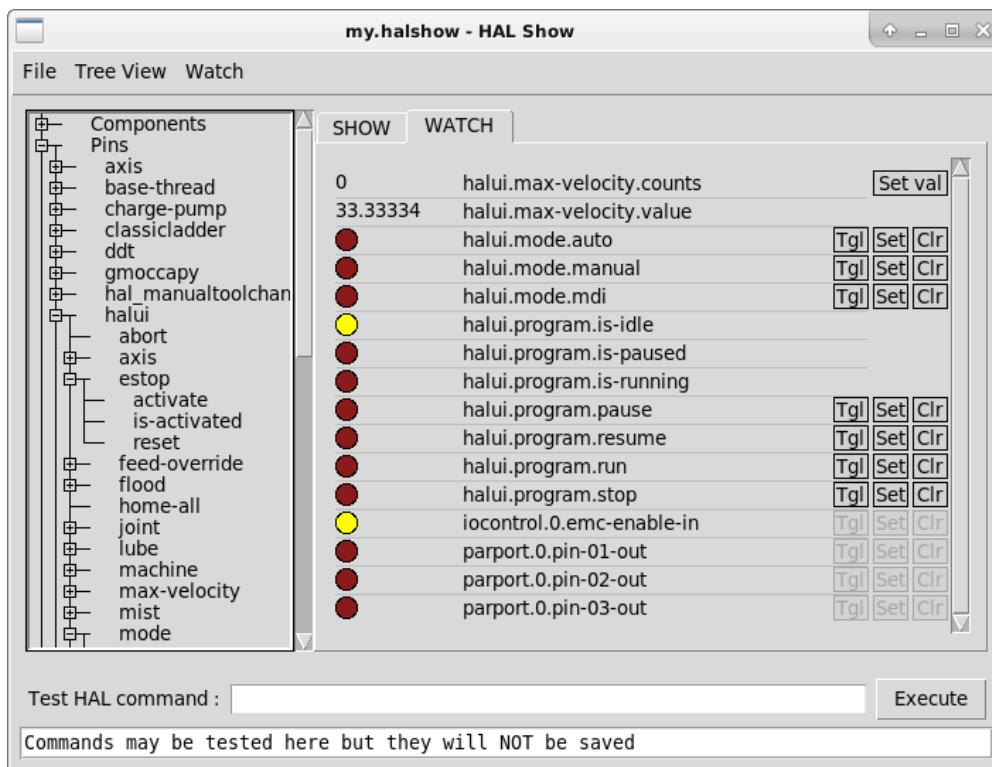 my.halshow - HAL Show
File Tree View Watch
Components
Pins
axis
base-thread
charge-pump
classicladder
ddt
gmoccapy
hal_manualtoolchan
halui
abort
axis
estop
activate
is-activated
reset
feed-override
flood
home-all
joint
lube
machine
max-velocity
mist
mode
SHOW WATCH
0 halui.max-velocity.counts Set val
33.33334 halui.max-velocity.value
halui.mode.auto Tgl Set Clr
halui.mode.manual Tgl Set Clr
halui.mode.mdi Tgl Set Clr
halui.program.is-idle
halui.program.is-paused
halui.program.is-running
halui.program.pause Tgl Set Clr
halui.program.resume Tgl Set Clr
halui.program.run Tgl Set Clr
halui.program.stop Tgl Set Clr
iocontrol.0.emc-enable-in Tgl Set Clr
parport.0.pin-01-out Tgl Set Clr
parport.0.pin-02-out Tgl Set Clr
parport.0.pin-03-out Tgl Set Clr
Test HAL command : Execute
Commands may be tested here but they will NOT be saved